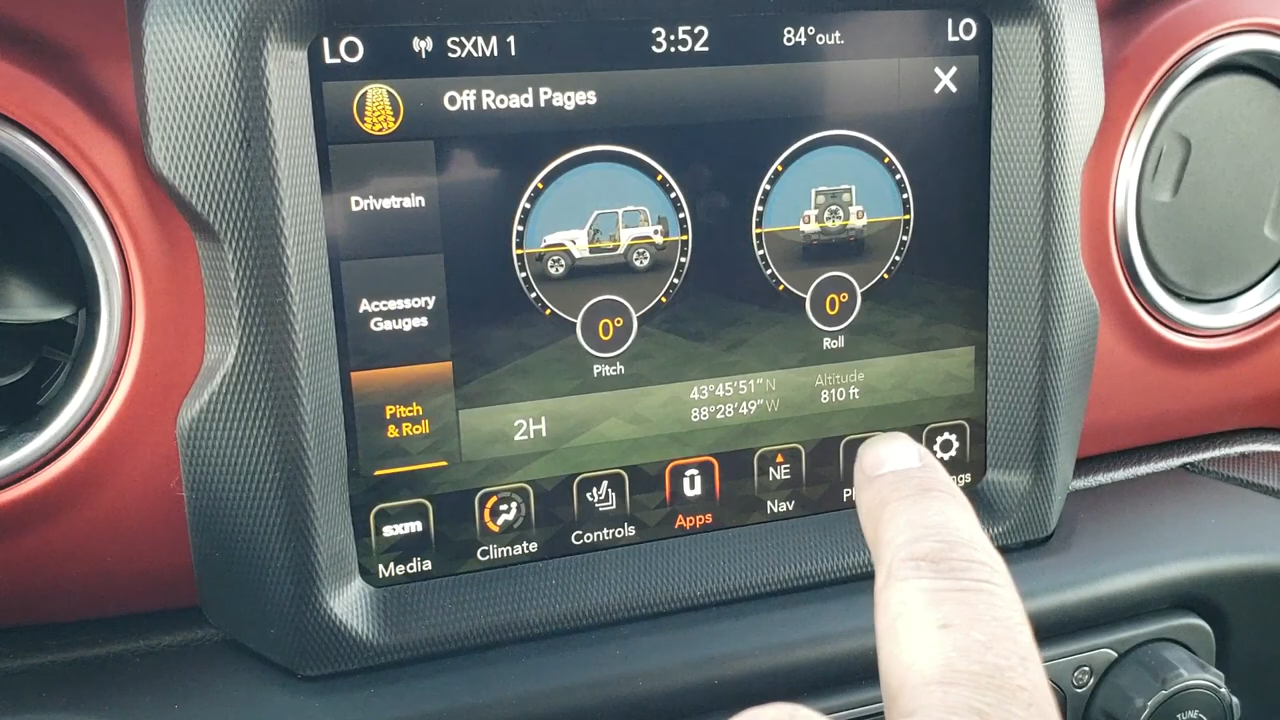 LO
SXM 1
3:52
84°out.
LO
Off Road Pages
X
Drivetrain
Accessory
Gauges
Pitch
& Roll
0°
Pitch
0°
Roll
2H
43°45'51" N
88°28'49" W
Altitude
810 ft
sxm
Media
Climate
Controls
Apps
NE
Nav
TUNE